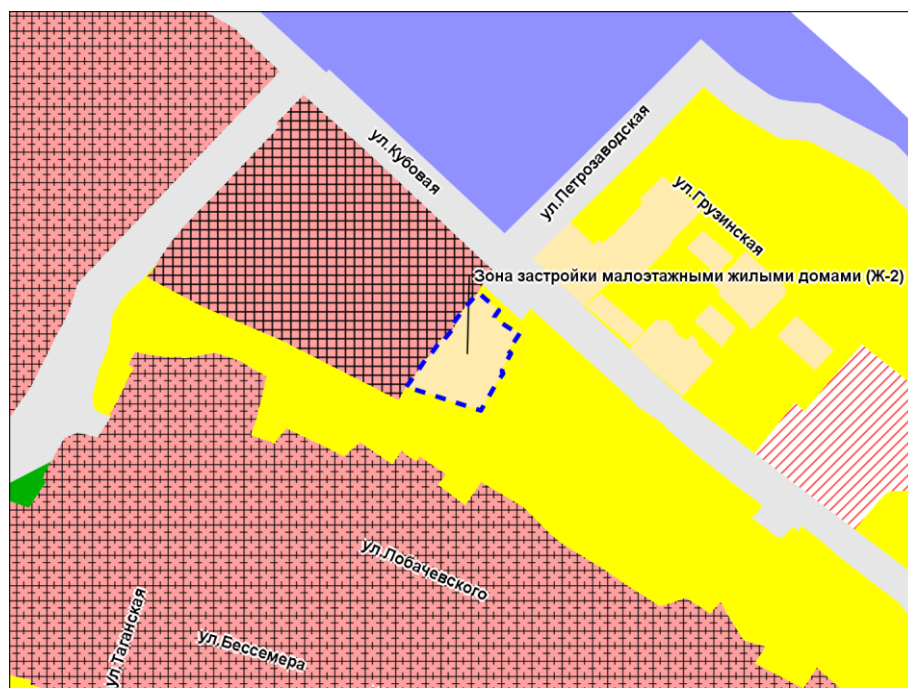 ул.Кубовая
ул.Петрозаводская
ул.Грузинская
Зона застройки малоэтажными жилыми домами (Ж-2)
ул.Лобачевского
ул.Таганская
ул.Бессемера